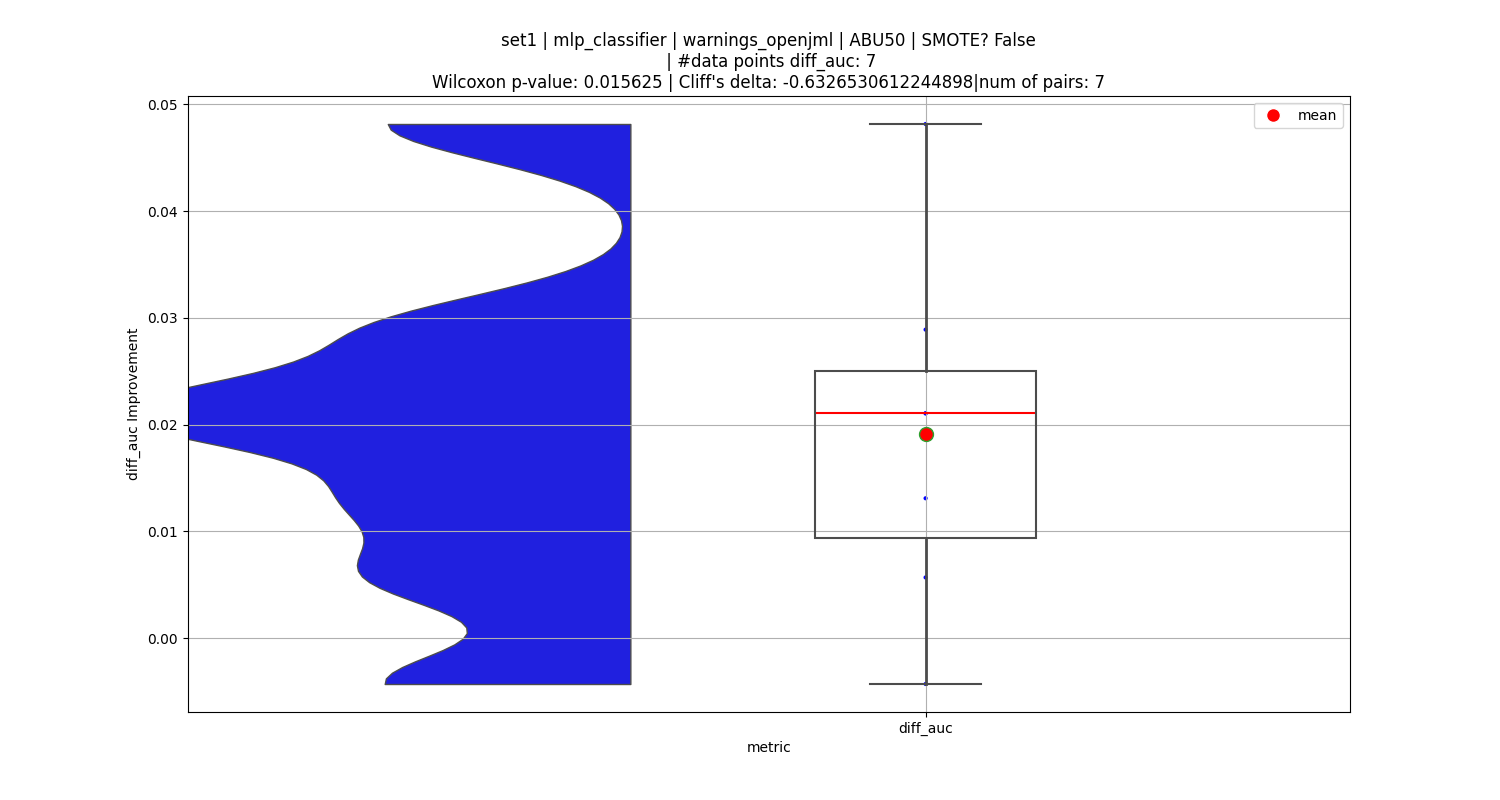 set1 | mlp_classifier | warnings_openjml | ABU50 | SMOTE? False
| #data points diff_auc: 7
Wilcoxon p-value: 0.015625 | Cliff's delta: -0.6326530612244898|num of pairs: 7
mean
0.05
0.04
0.03
0.02
0.01
0.00
diff_auc Improvement
diff_auc
metric